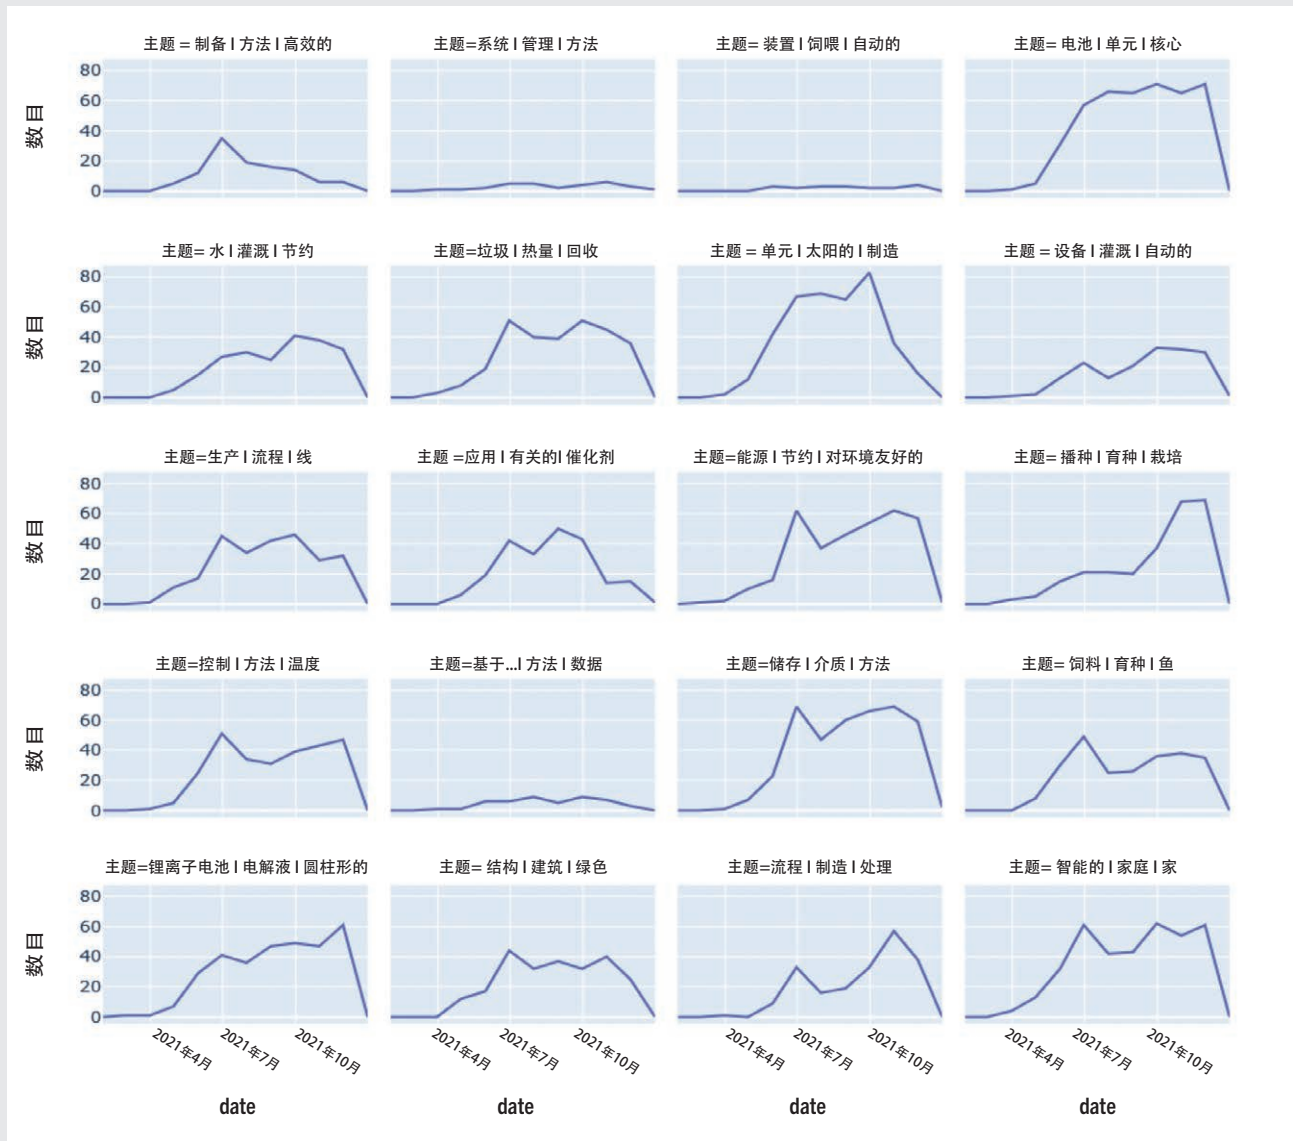 主题 = 制备 l 方法 l 高效的
主题=系统 l 管理 l 方法
主题= 装置 l 饲喂 l 自动的
主题= 电池 l 单元 l 核心
数目
80
60
40
20
0
主题= 水 l 灌溉 l 节约
主题=垃圾 l 热量 l 回收
主题 = 单元 l 太阳的 l 制造
主题 = 设备 l 灌溉 l 自动的
数目
80
60
40
20
0
主题=生产 l 流程 l 线
主题 =应用 l 有关的l 催化剂
主题=能源 l 节约 l 对环境友好的
主题= 播种 l 育种 l 栽培
数目
80
60
40
20
0
主题=控制 l 方法 l 温度
主题=基于...l 方法 l 数据
主题=储存 l 介质 l 方法
主题= 饲料 l 育种 l 鱼
数目
80
60
40
20
0
主题=锂离子电池 l 电解液 l 圆柱形的
主题= 结构 l 建筑 l 绿色
主题=流程 l 制造 l 处理
主题= 智能的 l 家庭 l 家
数目
80
60
40
20
0
2021年4月
2021年7月
2021年10月
2021年4月
2021年7月
2021年10月
2021年4月
2021年7月
2021年10月
2021年4月
2021年7月
2021年10月
date
date
date
date